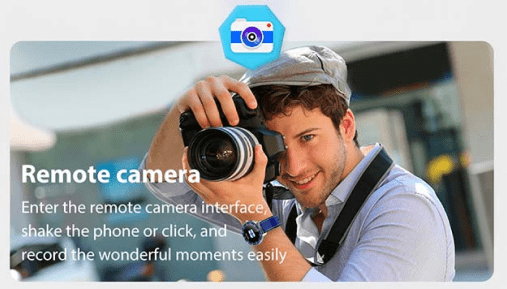 Remote camera
Enter the remote camera interface,
shake the phone or click, and
record the wonderful moments easily